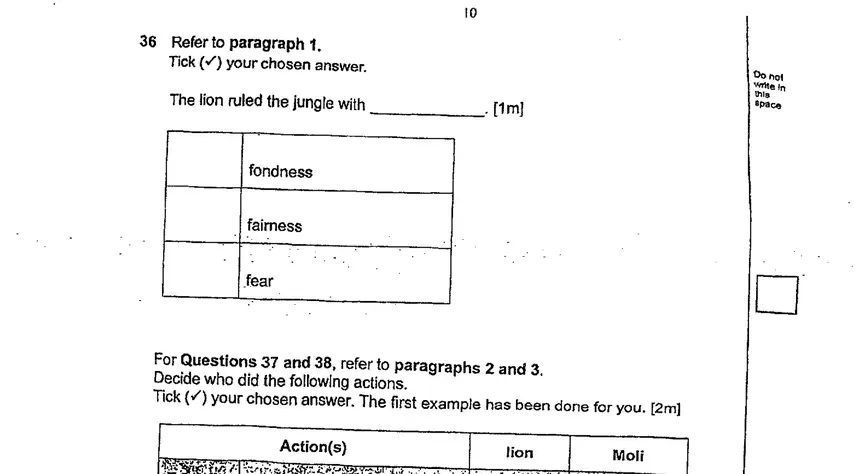 10
36 Refer to paragraph 1.
Tick (✓) your chosen answer.
Do not
write in
this
space
The lion ruled the jungle with ____________. [1m]
fondness
fairness
fear
For Questions 37 and 38, refer to paragraphs 2 and 3.
Decide who did the following actions.
Tick (✓) your chosen answer. The first example has been done for you. [2m]
Action(s) lion Moli